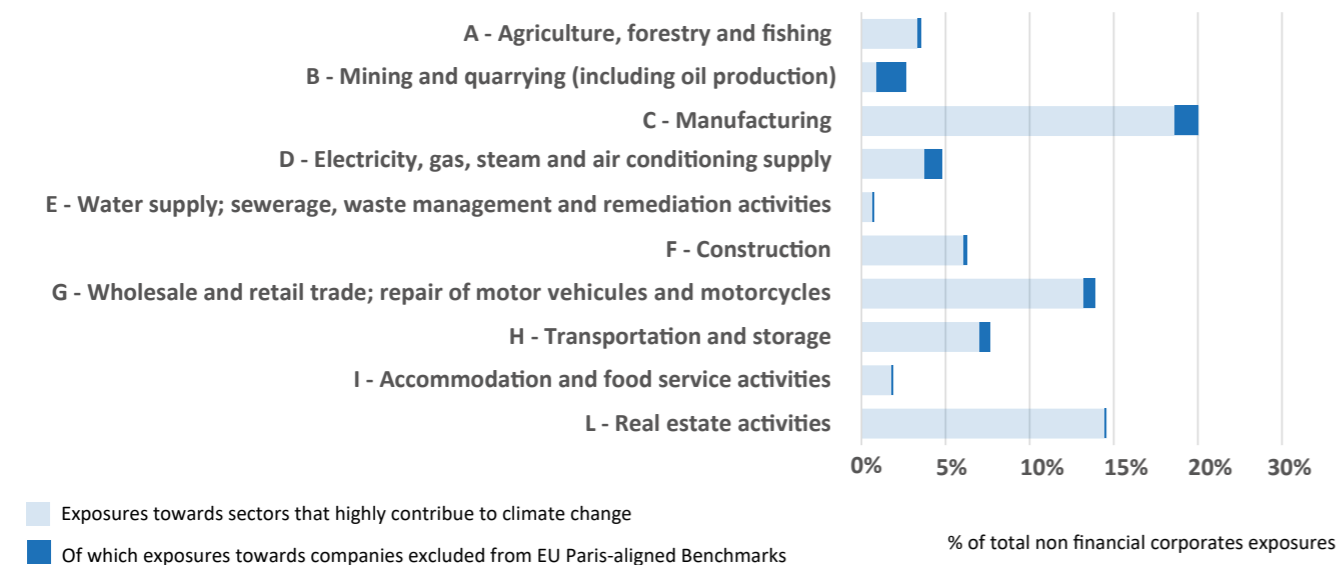 A - Agriculture, forestry and fishing
B - Mining and quarrying (including oil production)
C - Manufacturing
D - Electricity, gas, steam and air conditioning supply
E - Water supply; sewerage, waste management and remediation activities
F - Construction
G - Wholesale and retail trade; repair of motor vehicules and motorcycles
H - Transportation and storage
I - Accommodation and food service activities
L - Real estate activities
0% 5% 10% 15% 20% 30%
Exposures towards sectors that highly contribue to climate change
Of which exposures towards companies excluded from EU Paris-aligned Benchmarks
% of total non financial corporates exposures